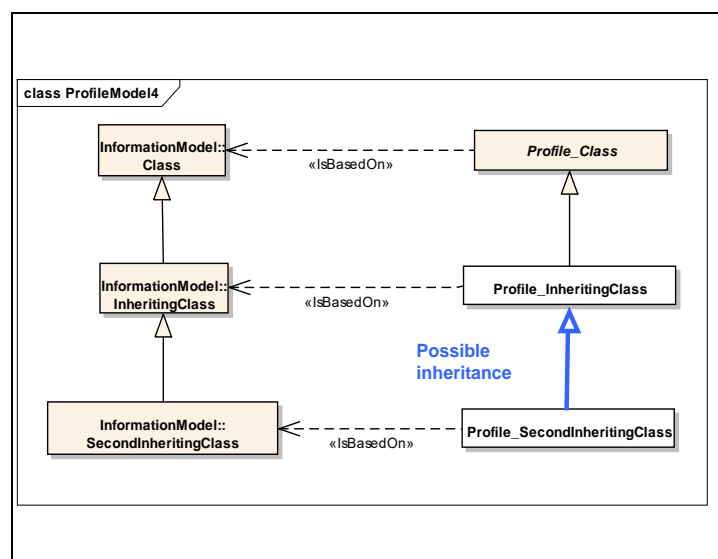 class ProfileModel4
InformationModel::
Class
Profile_Class
«IsBasedOn»
InformationModel::
InheritingClass
Profile_InheritingClass
«IsBasedOn»
Possible
inheritance
InformationModel::
SecondInheritingClass
Profile_SecondInheritingClass
«IsBasedOn»